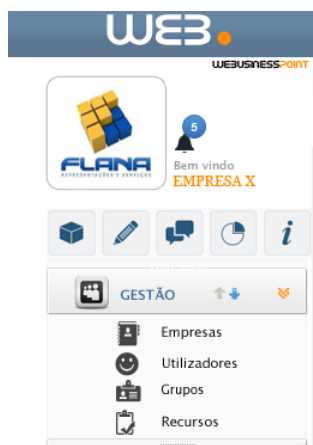 WEB.
WEBUSINESSPOINT
FLANA
REPRESENTAÇÕES E SERVIÇOS
5
Bem vindo
EMPRESA X
i
GESTÃO
Empresas
Utilizadores
Grupos
Recursos